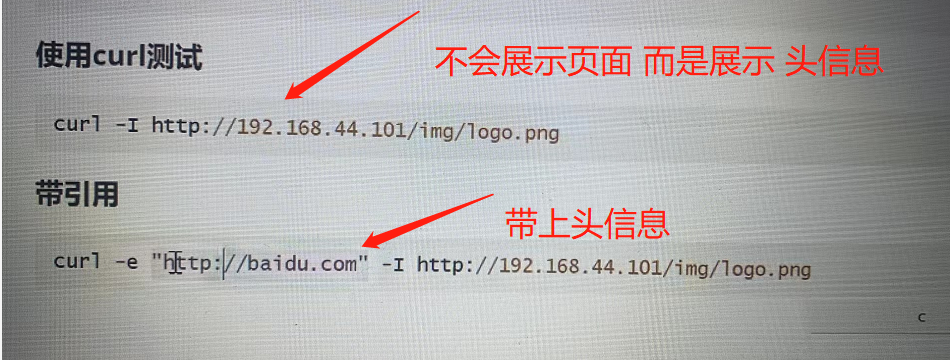 使用curl测试
不会展示页面 而是展示 头信息
curl -I http://192.168.44.101/img/logo.png
带引用
带上头信息
curl -e "http://baidu.com" -I http://192.168.44.101/img/logo.png
c